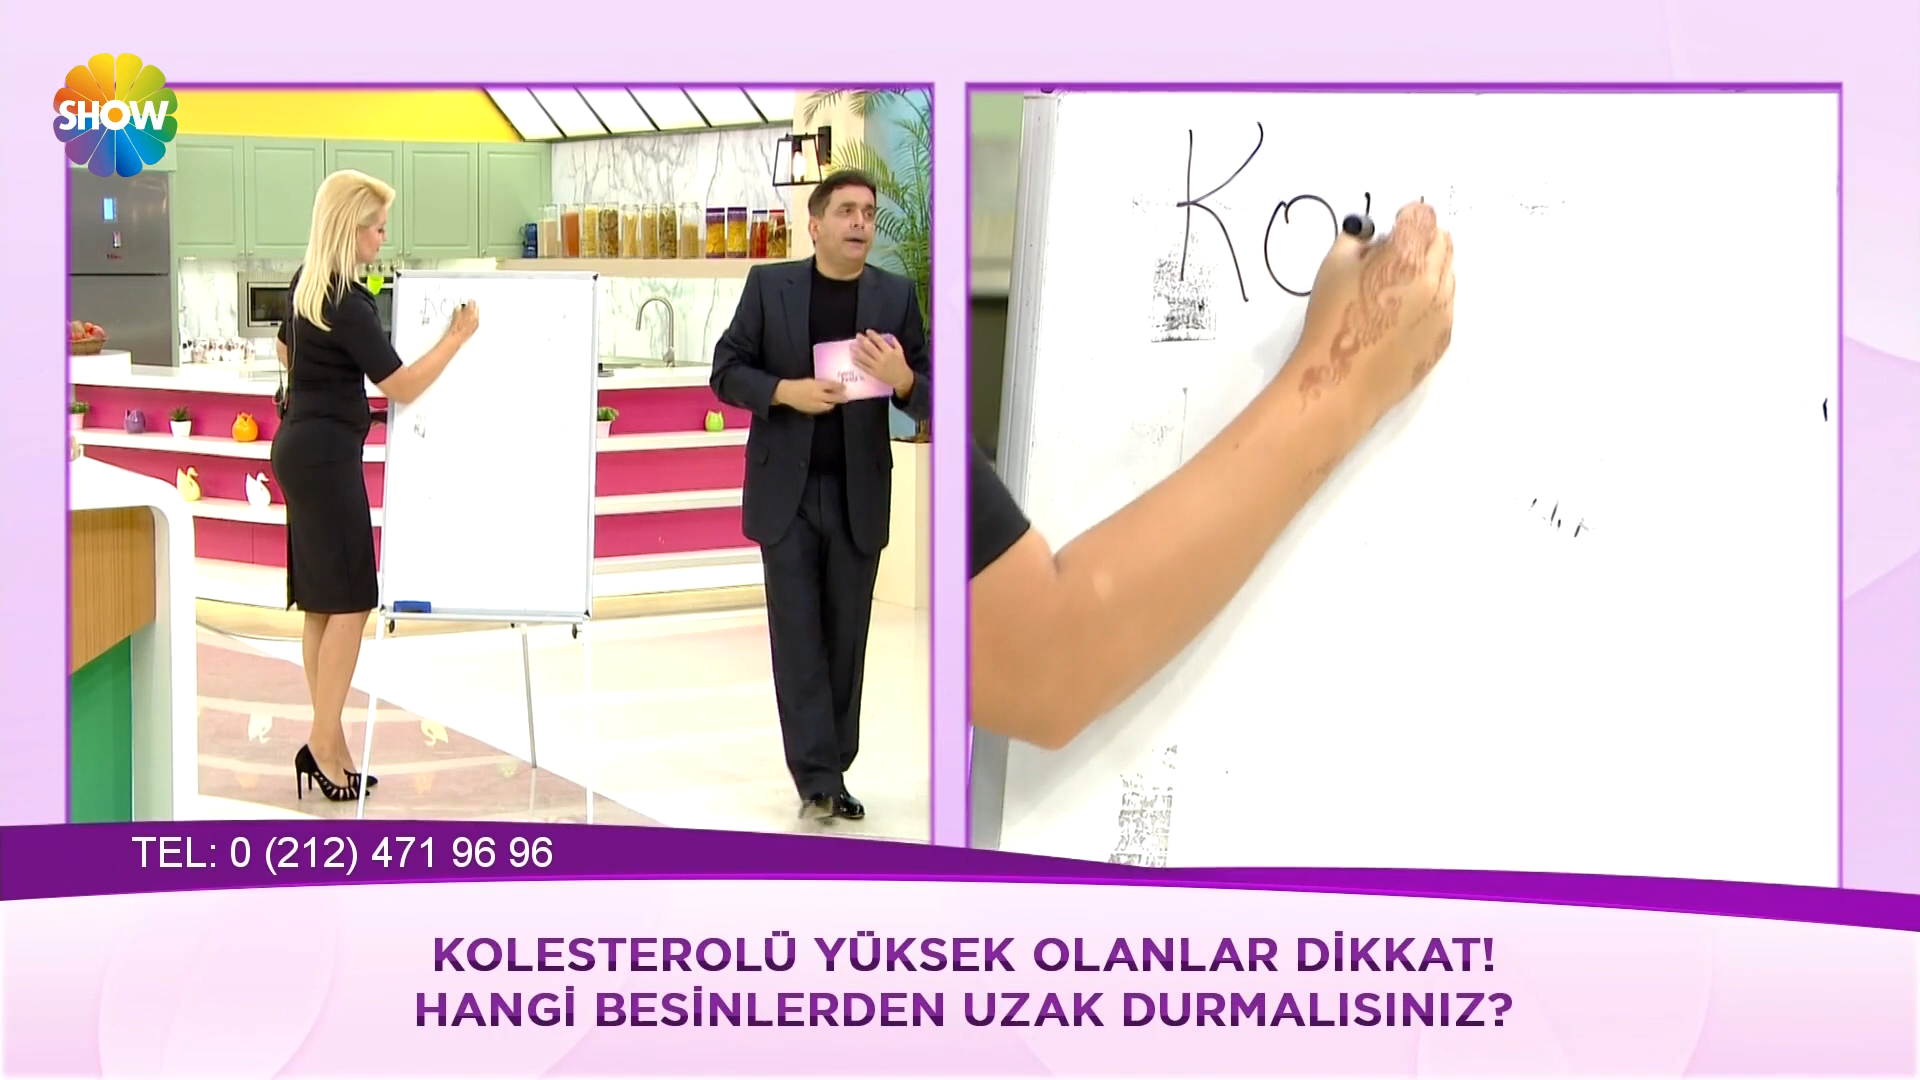 SHOW
Ko
TEL: 0 (212) 471 96 96
KOLESTEROLÜ YÜKSEK OLANLAR DİKKAT!
HANGİ BESİNLERDEN UZAK DURMALISINIZ?